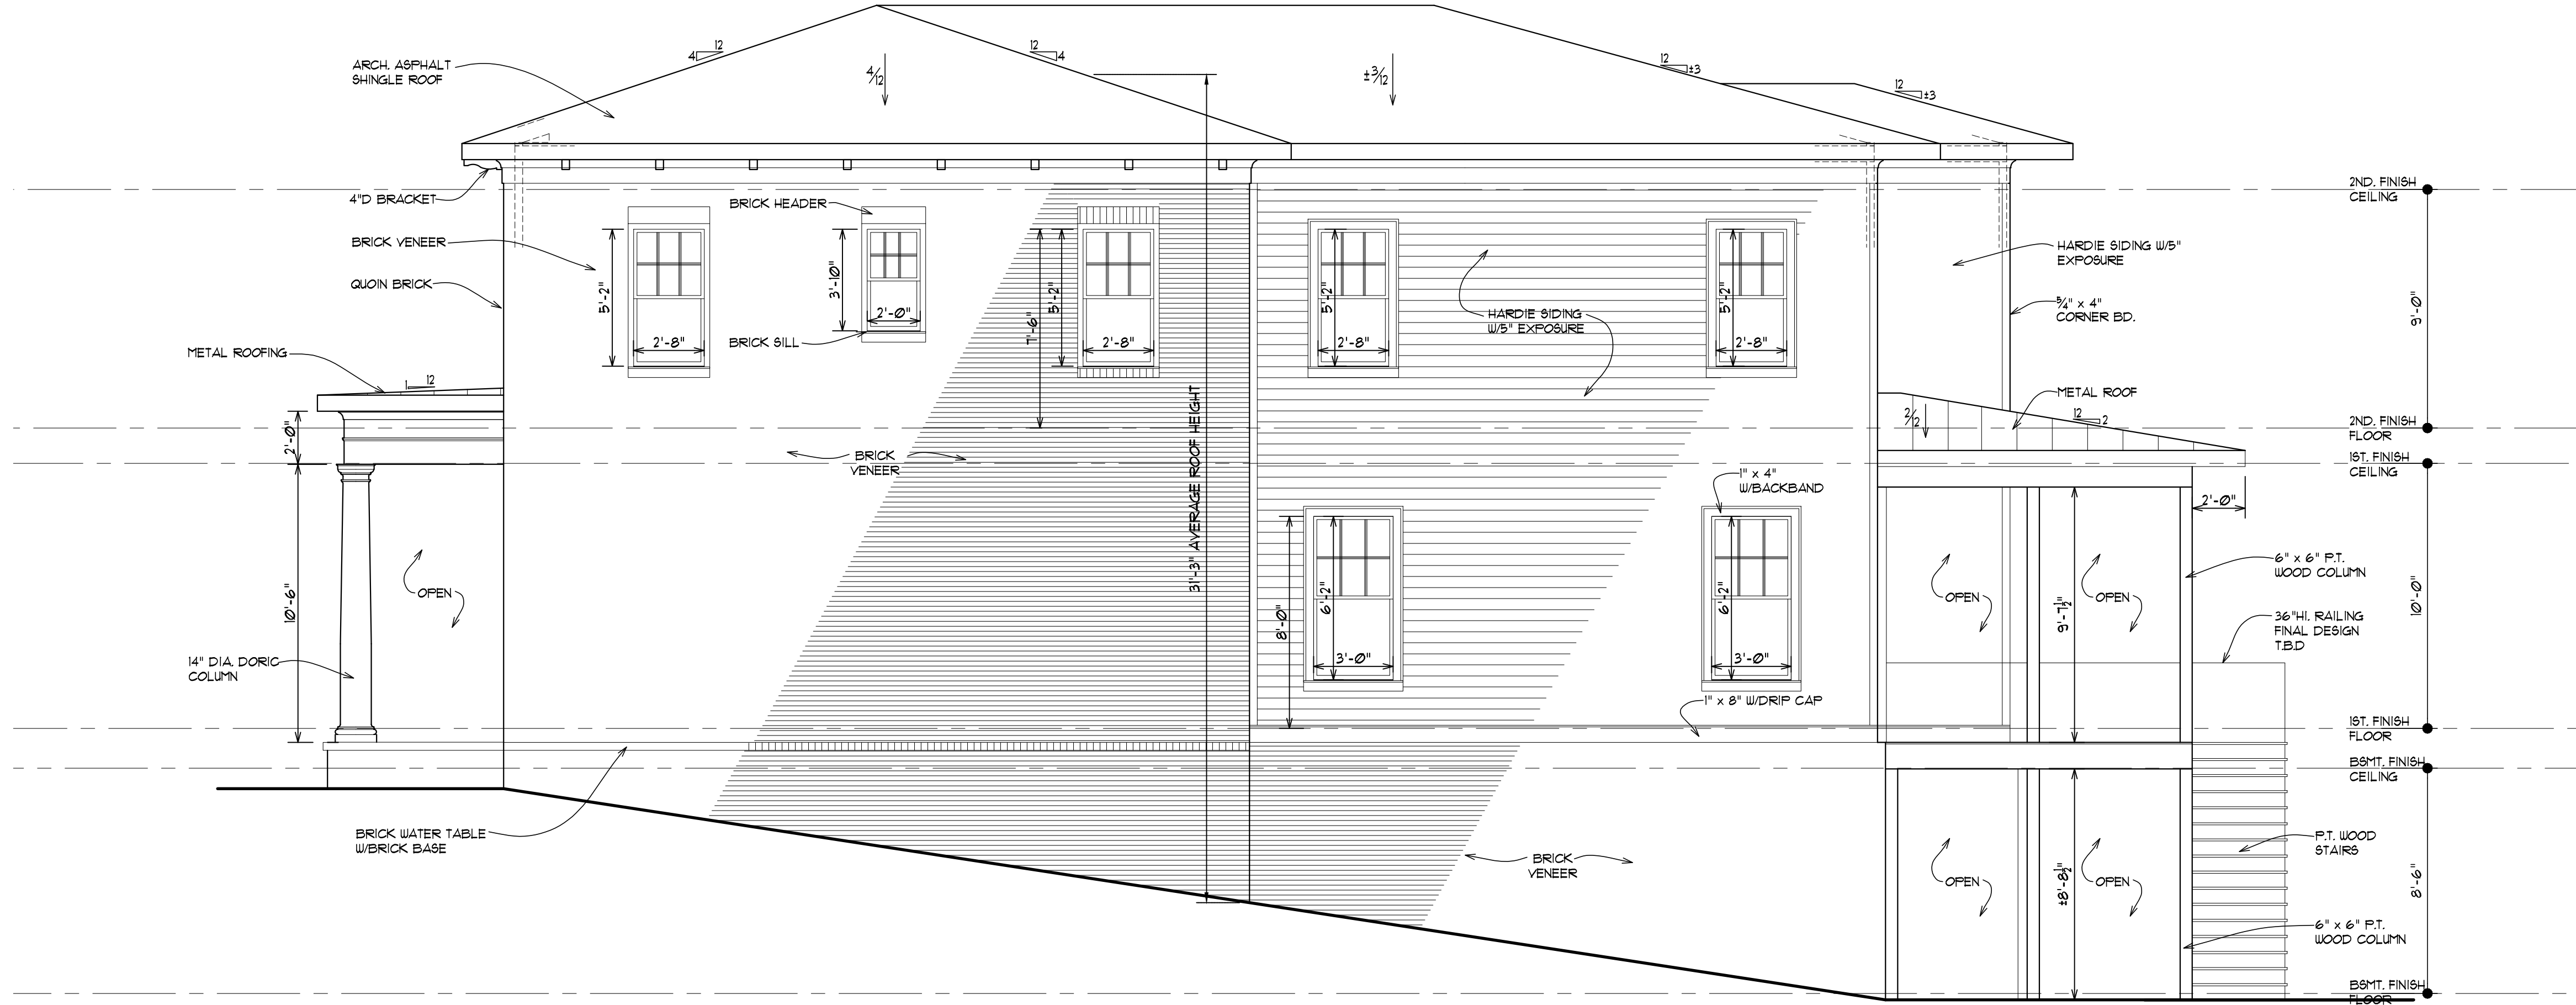 12
4
12
4
4/12
±3/12
12
±3
12
±3
ARCH. ASPHALT
SHINGLE ROOF
4"D BRACKET
BRICK VENEER
QUOIN BRICK
METAL ROOFING
1
12
BRICK HEADER
BRICK SILL
5'-2"
2'-8"
3'-10"
2'-0"
7'-6"
5'-2"
2'-8"
5'-2"
2'-8"
5'-2"
2'-8"
HARDIE SIDING
W/5" EXPOSURE
31'-3" AVERAGE ROOF HEIGHT
2ND. FINISH
CEILING
HARDIE SIDING W/5"
EXPOSURE
5/4" x 4"
CORNER BD.
9'-0"
METAL ROOF
2/12
12
2
2ND. FINISH
FLOOR
1ST. FINISH
CEILING
2'-0"
2'-0"
BRICK
VENEER
1" x 4"
W/BACKBAND
10'-6"
OPEN
14" DIA. DORIC
COLUMN
8'-0"
6'-2"
3'-0"
6'-2"
3'-0"
OPEN
9'-7 1/2"
OPEN
6" x 6" P.T.
WOOD COLUMN
10'-0"
36"HI. RAILING
FINAL DESIGN
T.B.D
1" x 8" W/DRIP CAP
1ST. FINISH
FLOOR
BSMT. FINISH
CEILING
BRICK WATER TABLE
W/BRICK BASE
BRICK
VENEER
OPEN
±8'-8 1/2"
OPEN
P.T. WOOD
STAIRS
8'-6"
6" x 6" P.T.
WOOD COLUMN
BSMT. FINISH
FLOOR